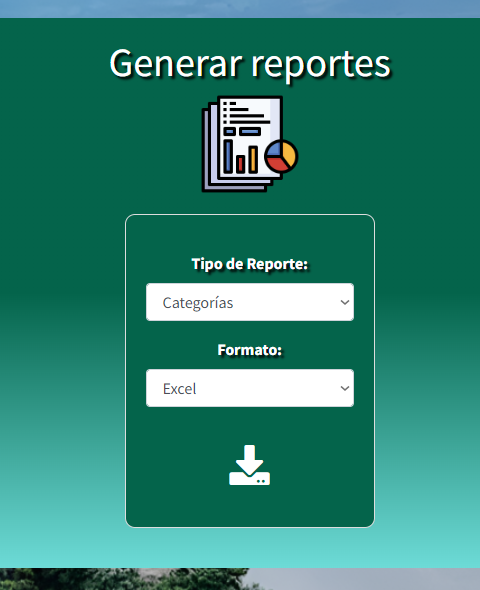 Generar reportes
Tipo de Reporte:
Categorías
Formato:
Excel